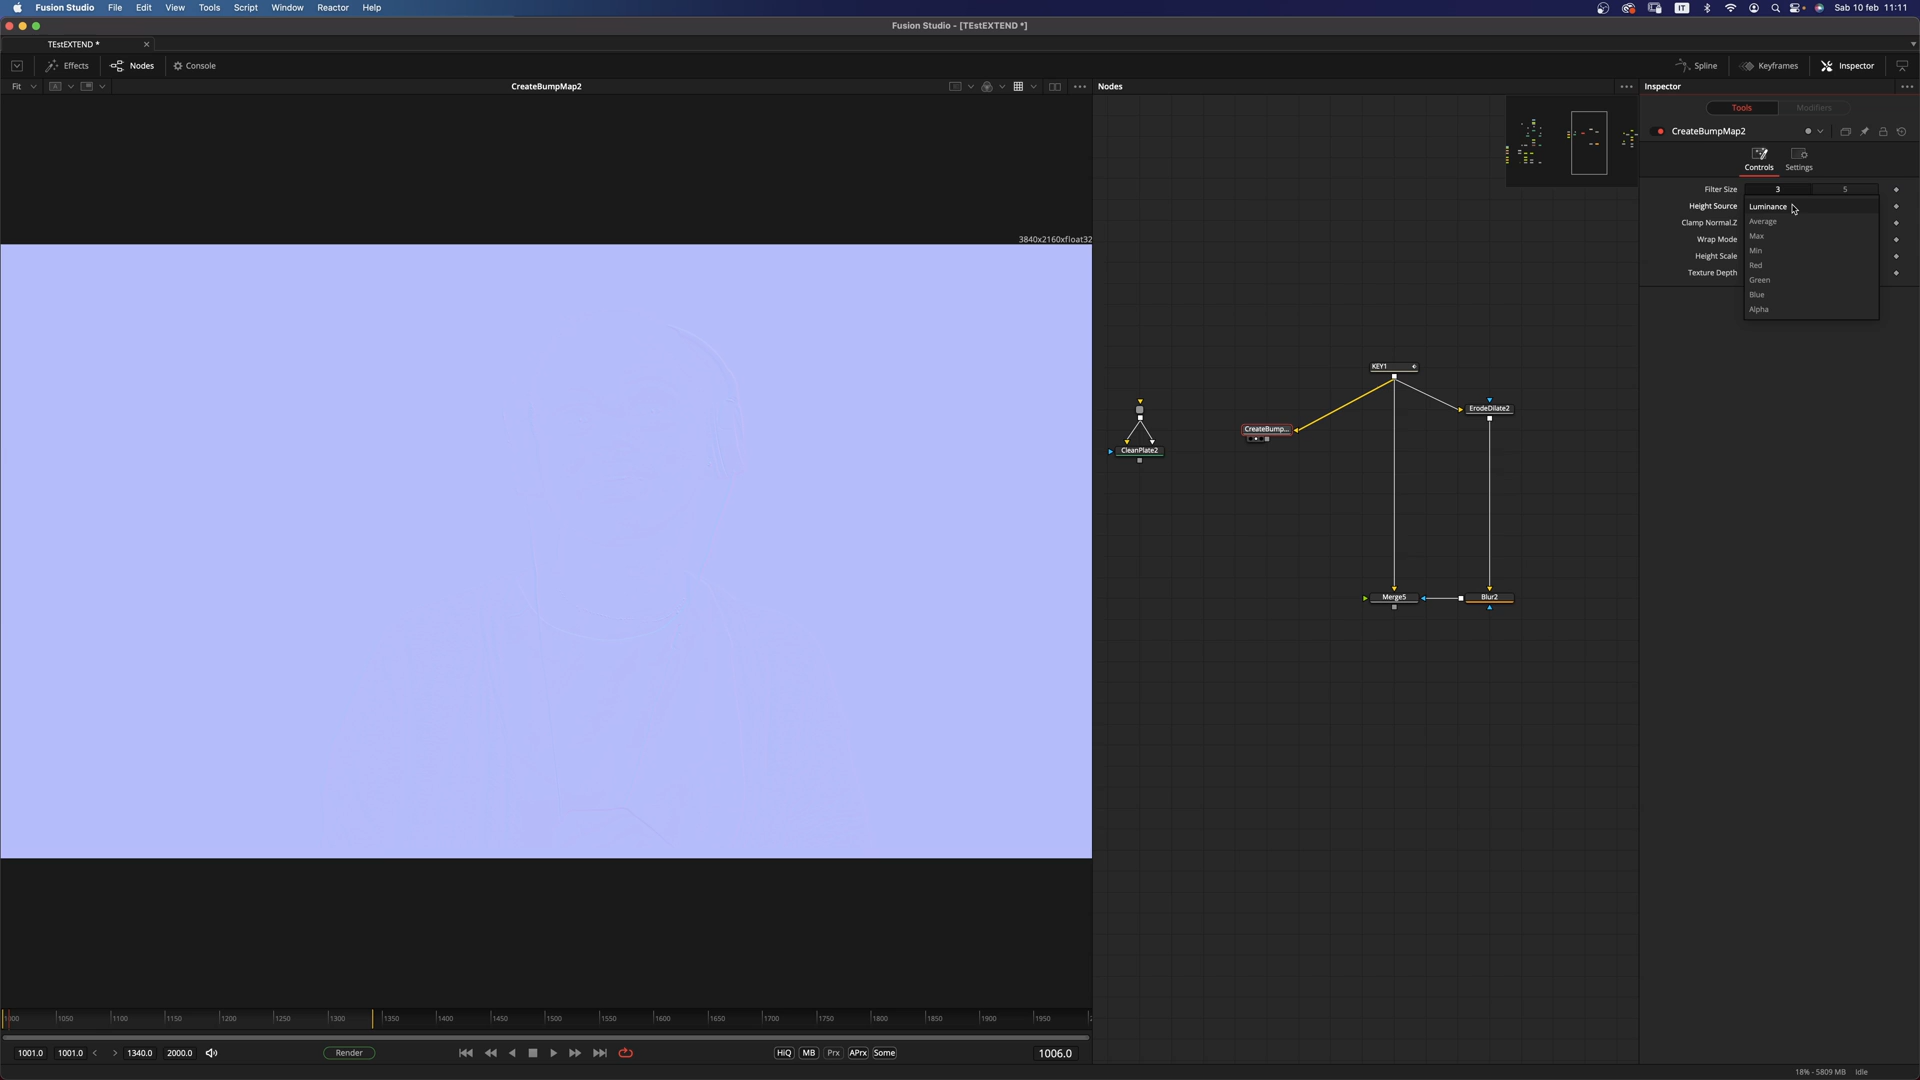 Fusion Studio File Edit View Tools Script Window Reactor Help IT Sab 10 feb 11:11
Fusion Studio - [TEstEXTEND *]
TEstEXTEND *
Effects Nodes Console Spline Keyframes Inspector
Fit A CreateBumpMap2 Nodes Inspector
Tools Modifiers
CreateBumpMap2
Controls Settings
Filter Size 3 5
Height Source Luminance
Clamp Normal.Z Average
Wrap Mode Max
Height Scale Min
Texture Depth Red
Green
Blue
Alpha
3840x2160xfloat32
KEY1
ErodeDilate2
CreateBump...
CleanPlate2
Merge5 Blur2
1000 1050 1100 1150 1200 1250 1300 1350 1400 1450 1500 1550 1600 1650 1700 1750 1800 1850 1900 1950
1001.0 1001.0 < > 1340.0 2000.0 Render HiQ MB Prx APrx Some 1006.0
18% - 5809 MB Idle